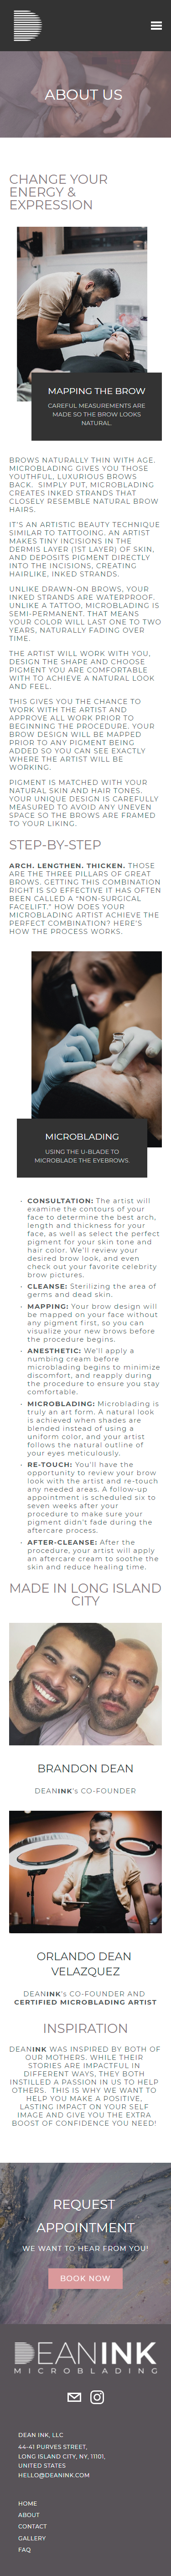 ABOUT US
CHANGE YOUR
ENERGY &
EXPRESSION
MAPPING THE BROW
CAREFUL MEASUREMENTS ARE
MADE SO THE BROW LOOKS
NATURAL.
BROWS NATURALLY THIN WITH AGE.
MICROBLADING GIVES YOU THOSE
YOUTHFUL, LUXURIOUS BROWS
BACK. SIMPLY PUT, MICROBLADING
CREATES INKED STRANDS THAT
CLOSELY RESEMBLE NATURAL BROW
HAIRS.
IT'S AN ARTISTIC BEAUTY TECHNIQUE
SIMILAR TO TATTOOING. AN ARTIST
MAKES TINY INCISIONS IN THE
DERMIS LAYER (1ST LAYER) OF SKIN,
AND DEPOSITS PIGMENT DIRECTLY
INTO THE INCISIONS, CREATING
HAIRLIKE, INKED STRANDS.
UNLIKE DRAWN-ON BROWS, YOUR
INKED STRANDS ARE WATERPROOF.
UNLIKE A TATTOO, MICROBLADING IS
SEMI-PERMANENT. THAT MEANS
YOUR COLOR WILL LAST ONE TO TWO
YEARS, NATURALLY FADING OVER
TIME.
THE ARTIST WILL WORK WITH YOU,
DESIGN THE SHAPE AND CHOOSE
PIGMENT YOU ARE COMFORTABLE
WITH TO ACHIEVE A NATURAL LOOK
AND FEEL.
THIS GIVES YOU THE CHANCE TO
WORK WITH THE ARTIST AND
APPROVE ALL WORK PRIOR TO
BEGINNING THE PROCEDURE. YOUR
BROW DESIGN WILL BE MAPPED
PRIOR TO ANY PIGMENT BEING
ADDED SO YOU CAN SEE EXACTLY
WHERE THE ARTIST WILL BE
WORKING.
PIGMENT IS MATCHED WITH YOUR
NATURAL SKIN AND HAIR TONES.
YOUR UNIQUE DESIGN IS CAREFULLY
MEASURED TO AVOID ANY UNEVEN
SPACE SO THE BROWS ARE FRAMED
TO YOUR LIKING.
STEP-BY-STEP
ARCH. LENGTHEN. THICKEN. THOSE
ARE THE THREE PILLARS OF GREAT
BROWS. GETTING THIS COMBINATION
RIGHT IS SO EFFECTIVE IT HAS OFTEN
BEEN CALLED A "NON-SURGICAL
FACELIFT." HOW DOES YOUR
MICROBLADING ARTIST ACHIEVE THE
PERFECT COMBINATION? HERE'S
HOW THE PROCESS WORKS.
MICROBLADING
USING THE U-BLADE TO
MICROBLADE THE EYEBROWS.
• CONSULTATION: The artist will
examine the contours of your
face to determine the best arch,
length and thickness for your
face, as well as select the perfect
pigment for your skin tone and
hair color. We'll review your
desired brow look, and even
check out your favorite celebrity
brow pictures.
• CLEANSE: Sterilizing the area of
germs and dead skin.
• MAPPING: Your brow design will
be mapped on your face without
any pigment first, so you can
visualize your new brows before
the procedure begins.
• ANESTHETIC: We'll apply a
numbing cream before
microblading begins to minimize
discomfort, and reapply during
the procedure to ensure you stay
comfortable.
• MICROBLADING: Microblading is
truly an art form. A natural look
is achieved when shades are
blended instead of using a
uniform color, and your artist
follows the natural outline of
your eyes meticulously.
• RE-TOUCH: You'll have the
opportunity to review your brow
look with the artist and re-touch
any needed areas. A follow-up
appointment is scheduled six to
seven weeks after your
procedure to make sure your
pigment didn't fade during the
aftercare process.
• AFTER-CLEANSE: After the
procedure, your artist will apply
an aftercare cream to soothe the
skin and reduce healing time.
MADE IN LONG ISLAND
CITY
BRANDON DEAN
DEANINK's CO-FOUNDER
ORLANDO DEAN
VELAZQUEZ
DEANINK's CO-FOUNDER AND
CERTIFIED MICROBLADING ARTIST
INSPIRATION
DEANINK WAS INSPIRED BY BOTH OF
OUR MOTHERS. WHILE THEIR
STORIES ARE IMPACTFUL IN
DIFFERENT WAYS, THEY BOTH
INSTILLED A PASSION IN US TO HELP
OTHERS. THIS IS WHY WE WANT TO
HELP YOU MAKE A POSITIVE,
LASTING IMPACT ON YOUR SELF
IMAGE AND GIVE YOU THE EXTRA
BOOST OF CONFIDENCE YOU NEED!
REQUEST
APPOINTMENT
WE WANT TO HEAR FROM YOU!
BOOK NOW
DEANINK
MICROBLADING
DEAN INK, LLC
44-41 PURVES STREET,
LONG ISLAND CITY, NY, 11101,
UNITED STATES
HELLO@DEANINK.COM
HOME
ABOUT
CONTACT
GALLERY
FAQ